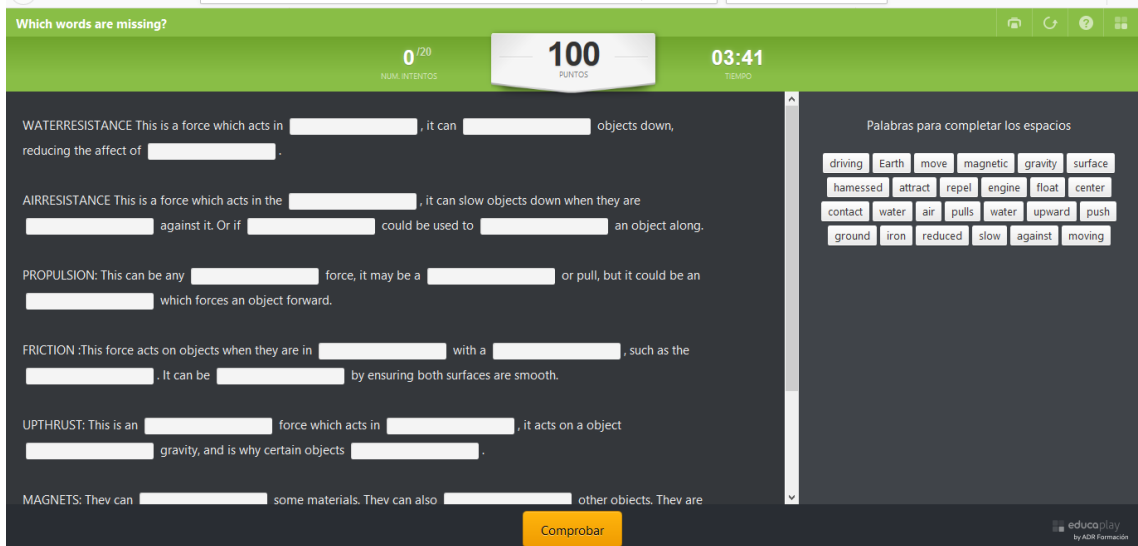 Which words are missing?
0/20
NUM. INTENTOS
100
PUNTOS
03:41
TIEMPO
WATERRESISTANCE This is a force which acts in , it can objects down,
reducing the affect of .
AIRRESISTANCE This is a force which acts in the , it can slow objects down when they are
against it. Or if could be used to an object along.
PROPULSION: This can be any force, it may be a or pull, but it could be an
which forces an object forward.
FRICTION :This force acts on objects when they are in with a , such as the
. It can be by ensuring both surfaces are smooth.
UPTHRUST: This is an force which acts in , it acts on a object
gravity, and is why certain objects .
MAGNETS: They can some materials. They can also other objects. They are
Palabras para completar los espacios
driving Earth move magnetic gravity surface
hamessed attract repel engine float center
contact water air pulls water upward push
ground iron reduced slow against moving
Comprobar
educaplay
by ADR Formación